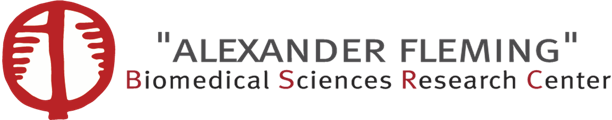 "ALEXANDER FLEMING"
Biomedical Sciences Research Center